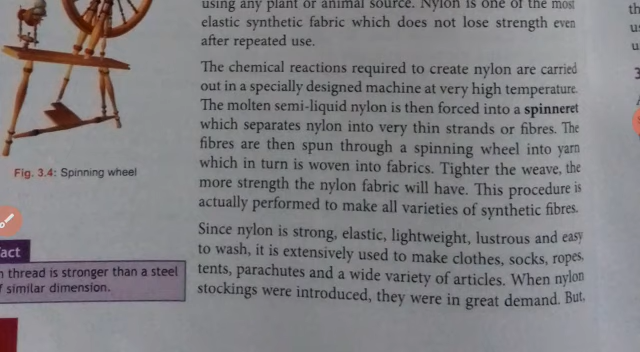 using any plant or animal source. Nylon is one of the most
elastic synthetic fabric which does not lose strength even
after repeated use.
The chemical reactions required to create nylon are carried
out in a specially designed machine at very high temperature.
The molten semi-liquid nylon is then forced into a spinneret
which separates nylon into very thin strands or fibres. The
fibres are then spun through a spinning wheel into yarn
which in turn is woven into fabrics. Tighter the weave, the
more strength the nylon fabric will have. This procedure is
actually performed to make all varieties of synthetic fibres.
Since nylon is strong, elastic, lightweight, lustrous and easy
to wash, it is extensively used to make clothes, socks, ropes,
tents, parachutes and a wide variety of articles. When nylon
stockings were introduced, they were in great demand. But,
Fig. 3.4: Spinning wheel
act
thread is stronger than a steel
similar dimension.
th
u
3